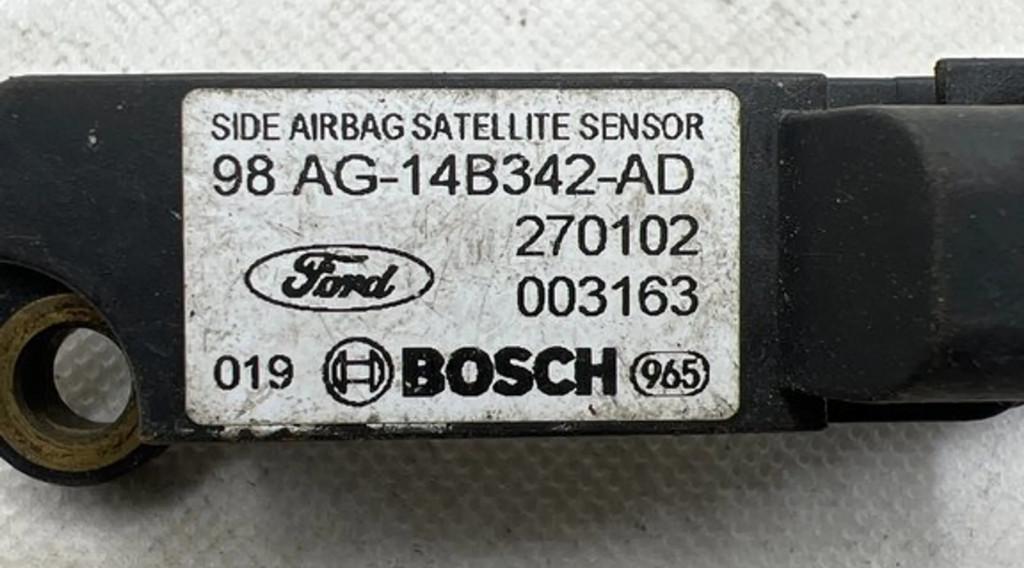 SIDE AIRBAG SATELLITE SENSOR
98 AG-14B342-AD
270102
Ford
003163
019 BOSCH 965